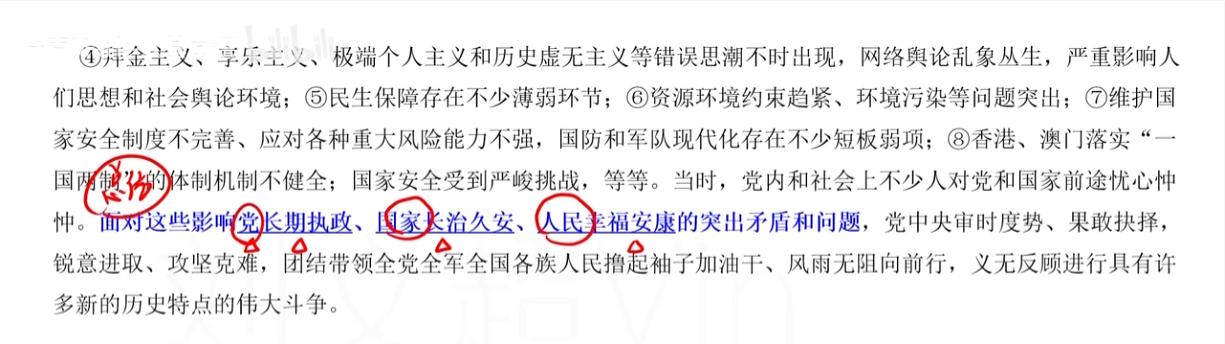 ④拜金主义、享乐主义、极端个人主义和历史虚无主义等错误思潮不时出现，网络舆论乱象丛生，严重影响人
们思想和社会舆论环境；⑤民生保障存在不少薄弱环节；⑥资源环境约束趋紧、环境污染等问题突出；⑦维护国
家安全制度不完善、应对各种重大风险能力不强，国防和军队现代化存在不少短板弱项；⑧香港、澳门落实“一
国两制”的体制机制不健全；国家安全受到严峻挑战，等等。当时，党内和社会上不少人对党和国家前途忧心忡
总结
忡。面对这些影响党长期执政、国家长治久安、人民幸福安康的突出矛盾和问题，党中央审时度势、果敢抉择，
锐意进取、攻坚克难，团结带领全党全军全国各族人民撸起袖子加油干、风雨无阻向前行，义无反顾进行具有许
多新的历史特点的伟大斗争。